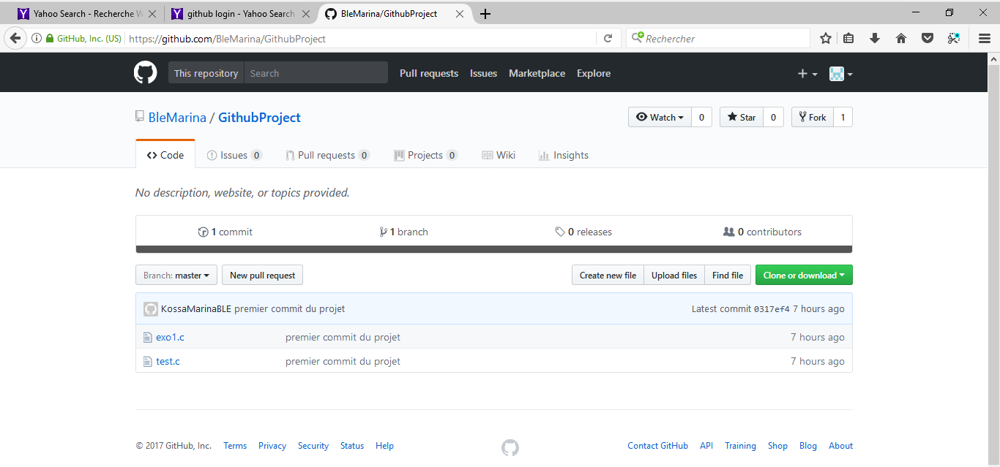 Yahoo Search - Recherche W
github login - Yahoo Search
BleMarina/GithubProject
GitHub, Inc. (US) https://github.com/BleMarina/GithubProject Rechercher
This repository Search Pull requests Issues Marketplace Explore
BleMarina / GithubProject Watch 0 Star 0 Fork 1
Code Issues 0 Pull requests 0 Projects 0 Wiki Insights
No description, website, or topics provided.
1 commit 1 branch 0 releases 0 contributors
Branch: master New pull request Create new file Upload files Find file Clone or download
KossaMarinaBLE premier commit du projet Latest commit 0317ef4 7 hours ago
exo1.c premier commit du projet 7 hours ago
test.c premier commit du projet 7 hours ago
© 2017 GitHub, Inc. Terms Privacy Security Status Help Contact GitHub API Training Shop Blog About